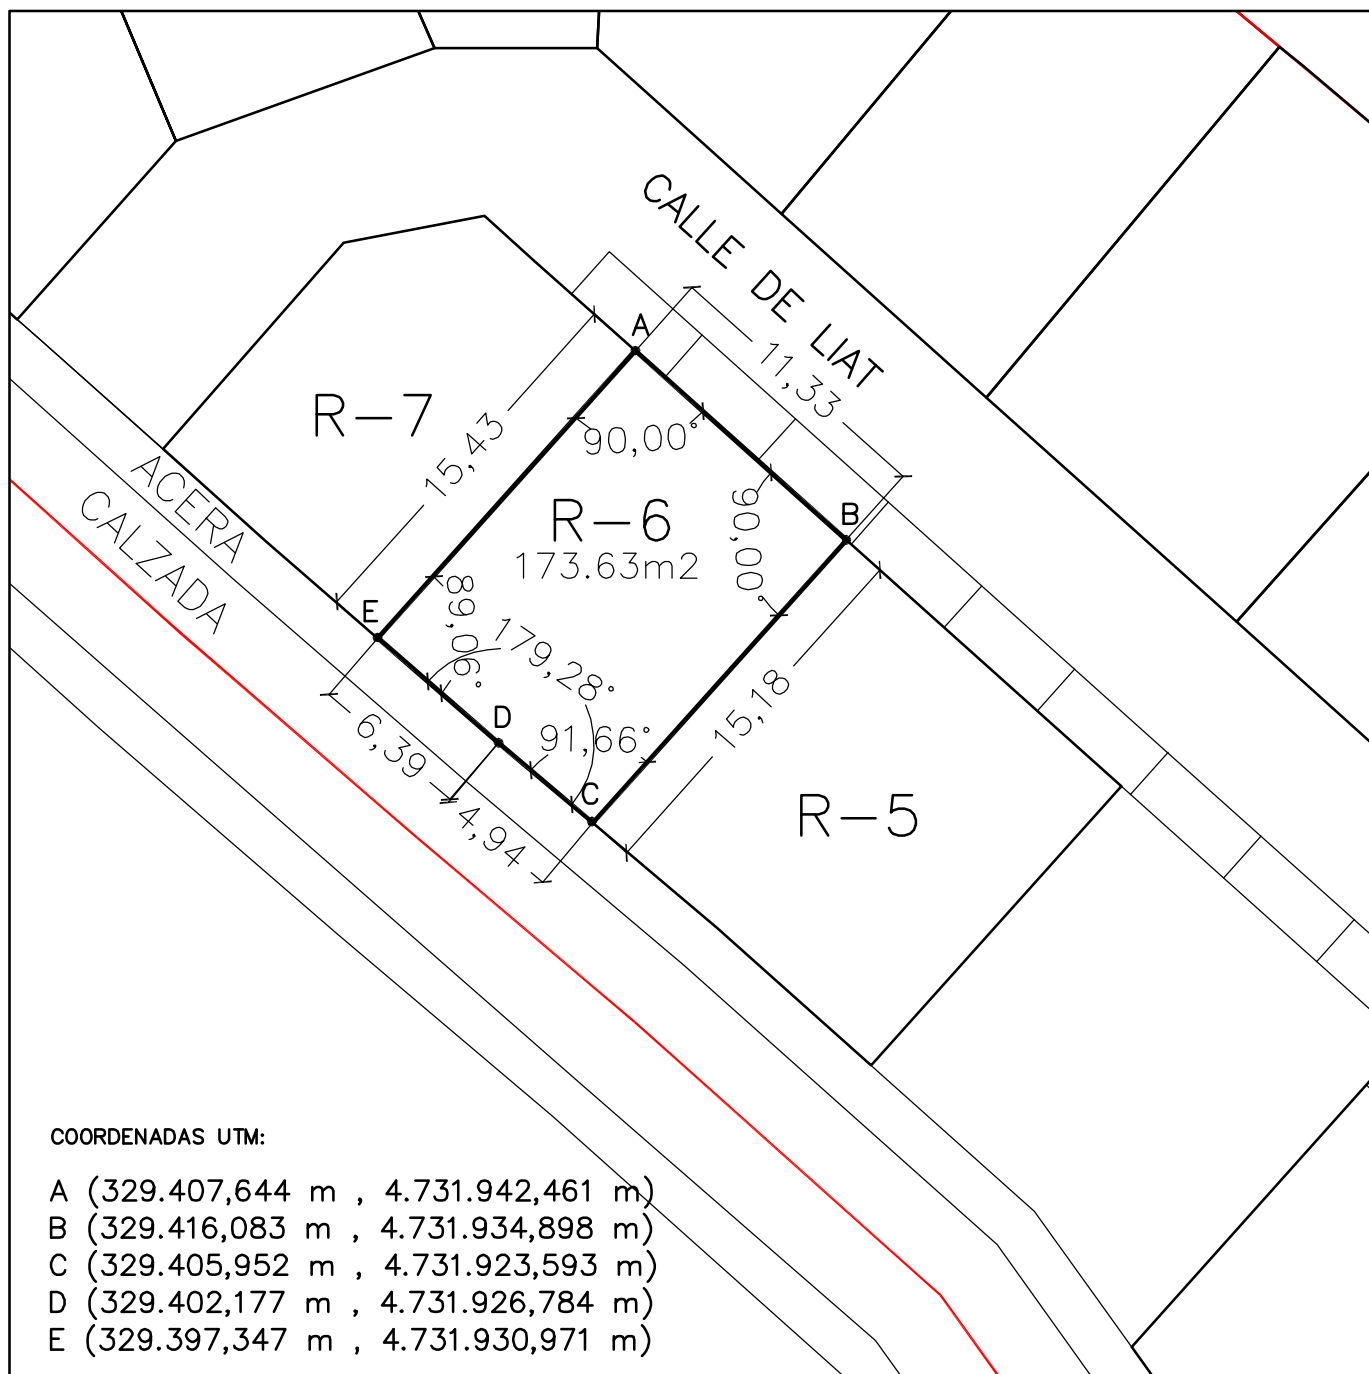 CALLE DE LIAT
A
11,33
R-7
15,43
90,00°
R-6
173.63m2
90,00°
B
ACERA
CALZADA
E
89,06°
179,28°
15,18
D
6,39
91,66°
C
4,94
R-5
COORDENADAS UTM:
A (329.407,644 m , 4.731.942,461 m)
B (329.416,083 m , 4.731.934,898 m)
C (329.405,952 m , 4.731.923,593 m)
D (329.402,177 m , 4.731.926,784 m)
E (329.397,347 m , 4.731.930,971 m)